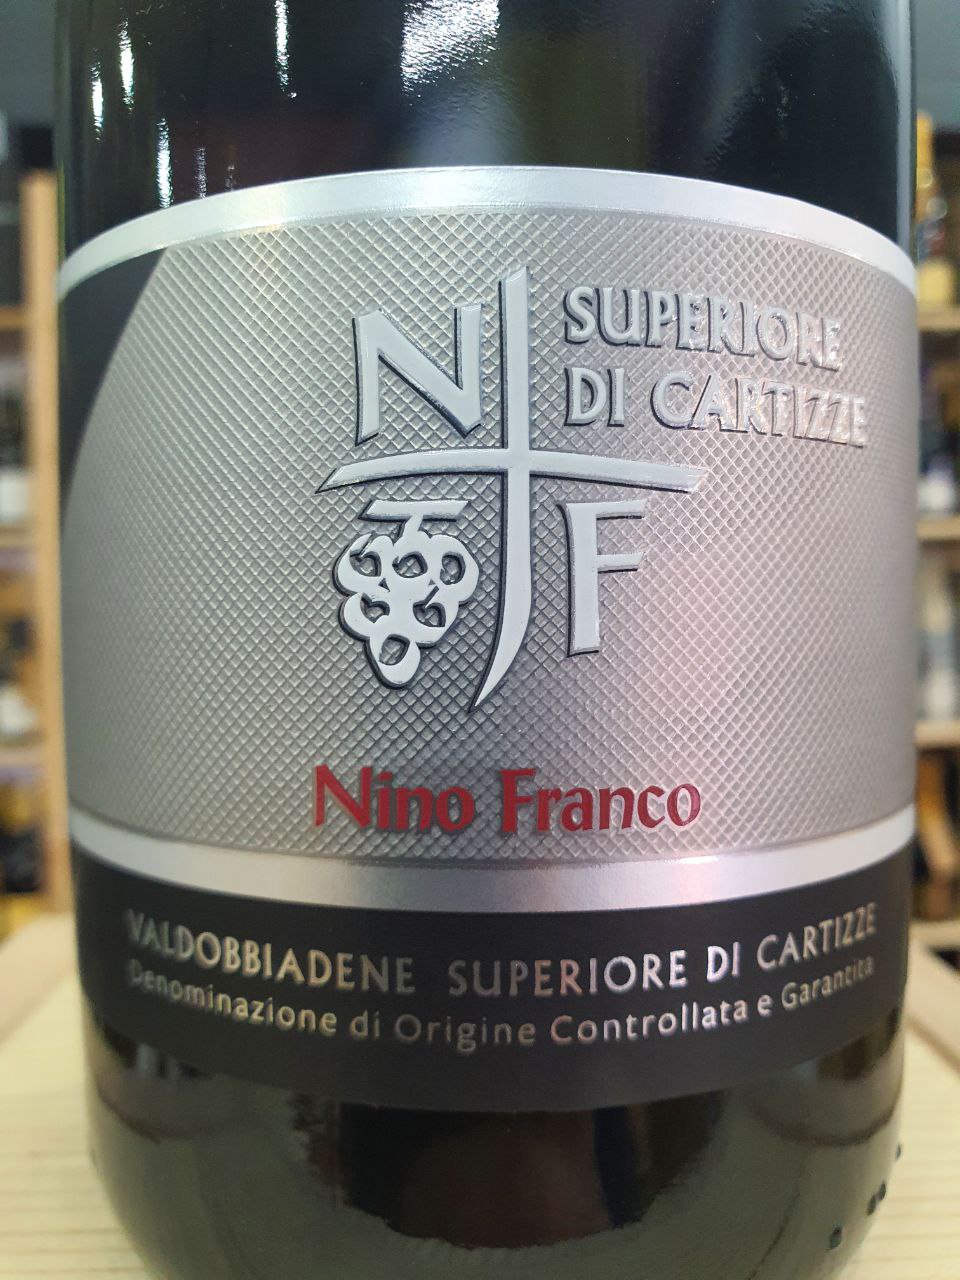 N
F
SUPERIORE
DI CARTIZZE
Nino Franco
VALDOBBIADENE SUPERIORE DI CARTIZZE
Denominazione di Origine Controllata e Garantita